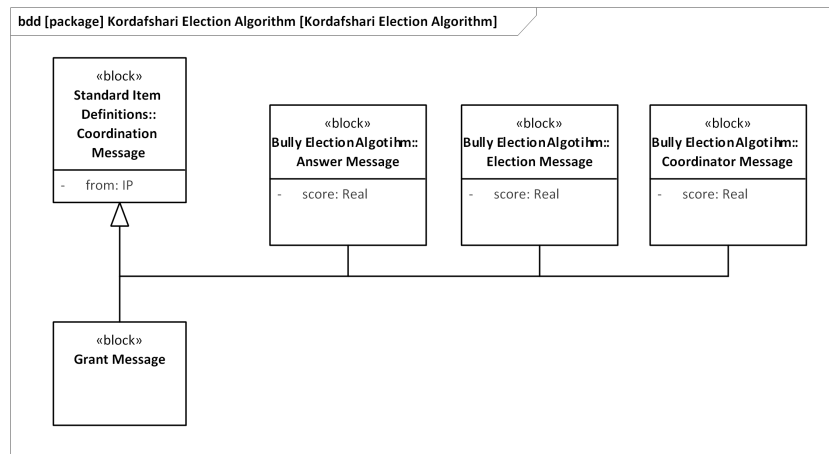 bdd [package] Kordafshari Election Algorithm [Kordafshari Election Algorithm]
«block»
Standard Item
Definitions::
Coordination
Message
- from: IP
«block»
Bully ElectionAlgotihm::
Answer Message
- score: Real
«block»
Bully ElectionAlgotihm::
Election Message
- score: Real
«block»
Bully ElectionAlgotihm::
Coordinator Message
- score: Real
«block»
Grant Message